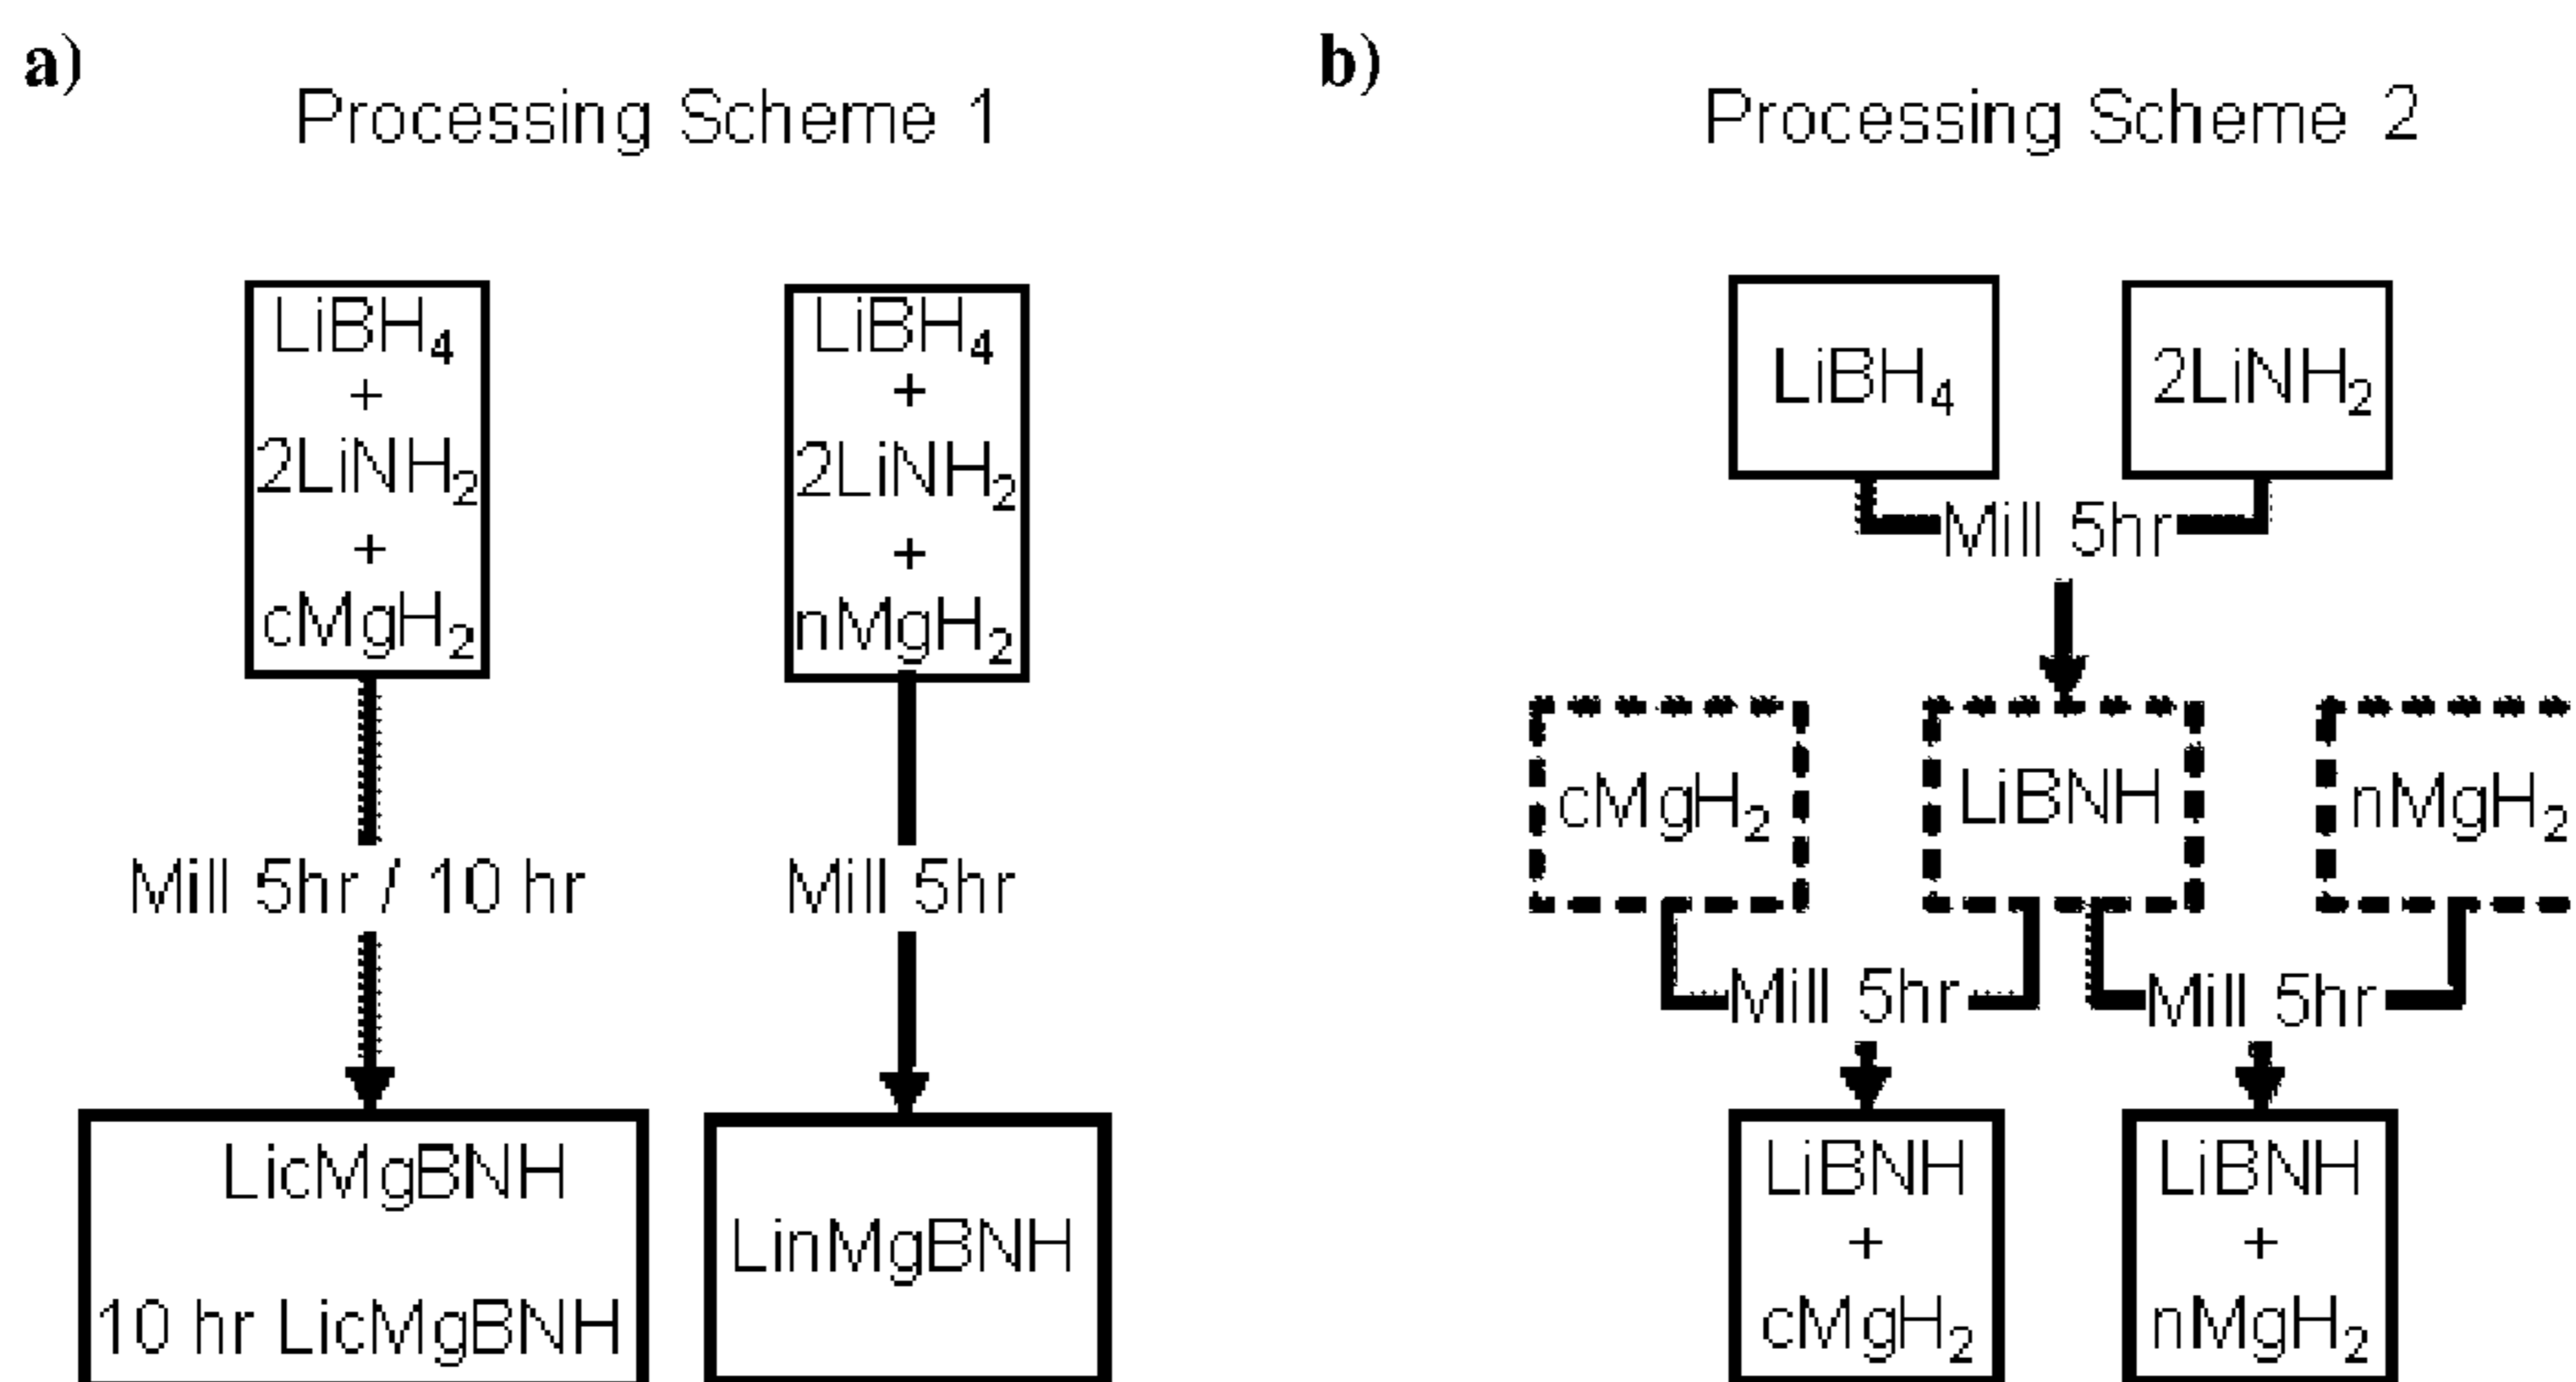 a)
Processing Scheme 1
LiBH₄
+
2LiNH₂
+
cMgH₂
Mill 5hr / 10 hr
LicMgBNH
10 hr LicMgBNH
LiBH₄
+
2LiNH₂
+
nMgH₂
Mill 5hr
LinMgBNH
b)
Processing Scheme 2
LiBH₄
2LiNH₂
Mill 5hr
cMgH₂
LiBNH
nMgH₂
Mill 5hr
Mill 5hr
LiBNH
+
cMgH₂
LiBNH
+
nMgH₂